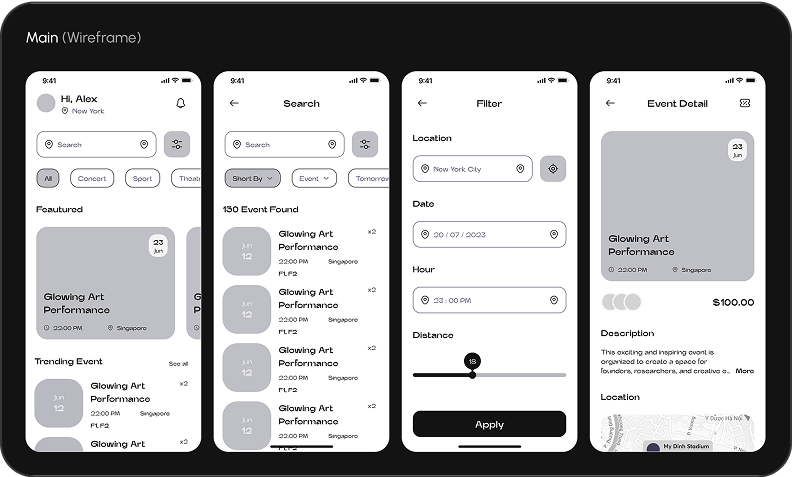 Main (Wireframe)
9:41
Hi, Alex
New York
Search
All
Concert
Sport
Theate
Feautured
23
Jun
Glowing Art
Performance
22:00 PM
Singapore
G
P
Trending Event
See all
Jun
12
Glowing Art
Performance
x2
22:00 PM
Singapore
F1, F2
Glowing Art
x2
9:41
Search
Search
Short By
Event
Tomorrow
130 Event Found
Jun
12
Glowing Art
Performance
x2
22:00 PM
Singapore
F1, F2
Jun
12
Glowing Art
Performance
x2
22:00 PM
Singapore
F1, F2
Jun
12
Glowing Art
Performance
x2
22:00 PM
Singapore
F1, F2
Jun
12
Glowing Art
Performance
x2
22:00 PM
Singapore
9:41
Filter
Location
New York City
Date
20 / 07 / 2023
Hour
23 : 00 PM
Distance
18
Apply
9:41
Event Detail
23
Jun
Glowing Art
Performance
22:00 PM
Singapore
$100.00
Description
This exciting and inspiring event is
organized to create a space for
founders, researchers, and creative e... More
Location
Y Dược Hà Nội
My Dinh Stadium